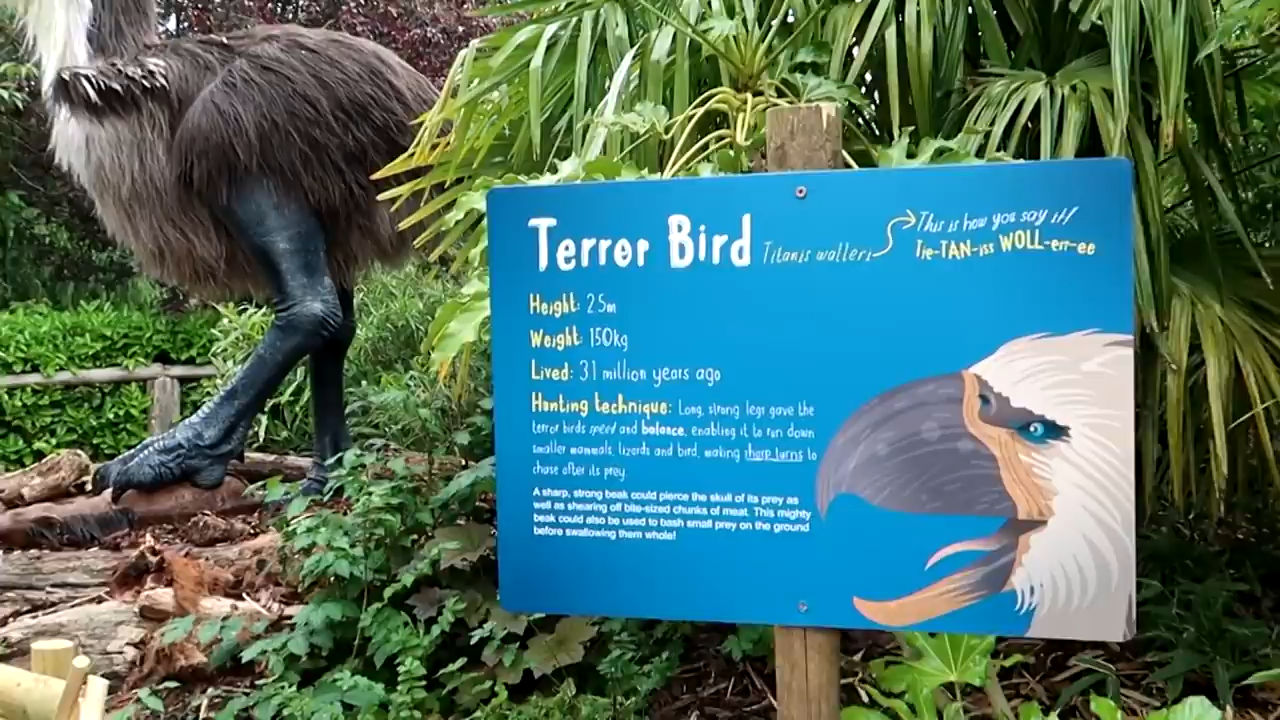 Terror Bird Titanis walleri
This is how you say it!
Tie-TAN-iss WOLL-err-ee
Height: 2.5m
Weight: 150kg
Lived: 31 million years ago
Hunting technique: Long, strong legs gave the
terror birds speed and balance, enabling it to run down
smaller mammals, lizards and bird, making sharp turns to
chase after its prey.
A sharp, strong beak could pierce the skull of its prey as
well as shearing off bite-sized chunks of meat. This mighty
beak could also be used to bash small prey on the ground
before swallowing them whole!